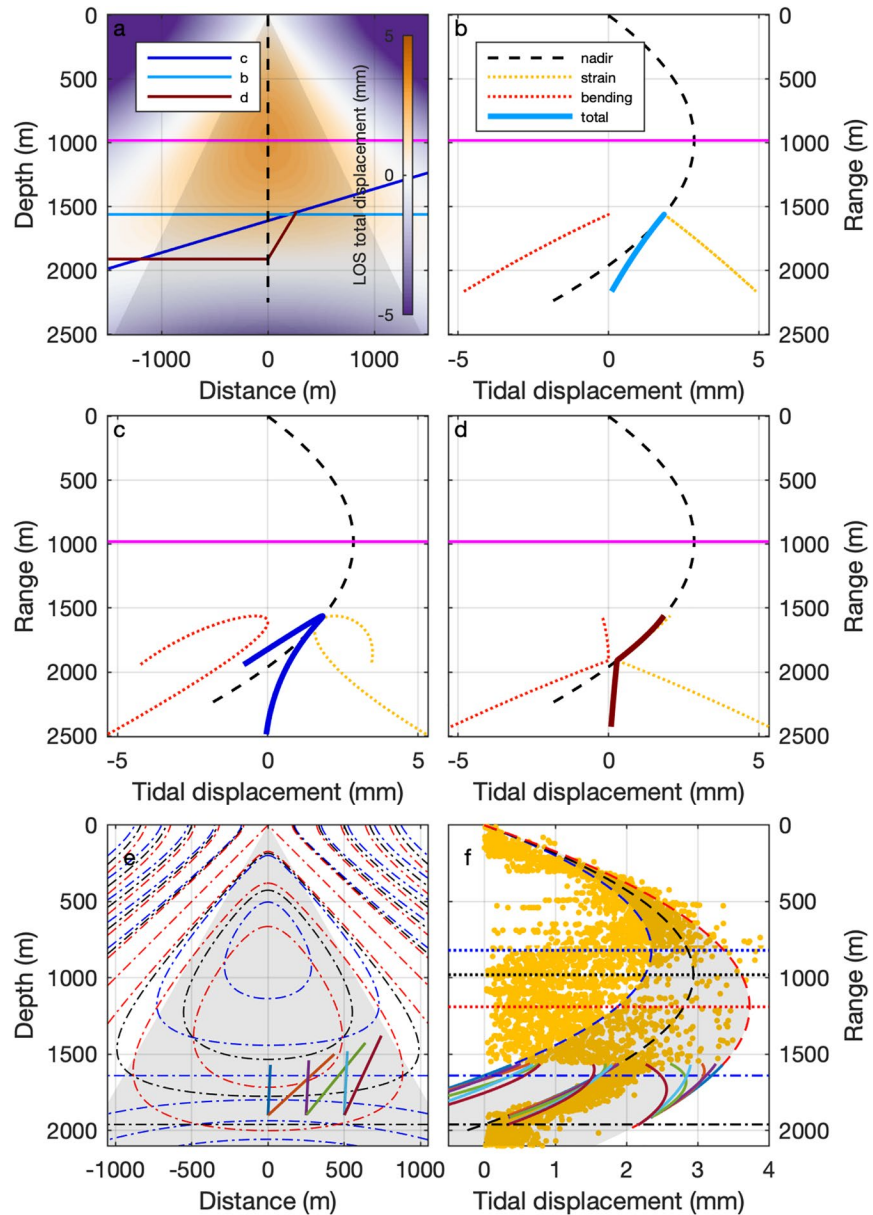 a
c
b
d
LOS total displacement (mm)
5
0
-5
0
500
1000
1500
2000
2500
Depth (m)
-1000
0
1000
Distance (m)
b
nadir
strain
bending
total
0
500
1000
1500
2000
2500
Range (m)
-5
0
5
Tidal displacement (mm)
c
0
500
1000
1500
2000
2500
Range (m)
-5
0
5
Tidal displacement (mm)
d
0
500
1000
1500
2000
2500
Range (m)
-5
0
5
Tidal displacement (mm)
e
0
500
1000
1500
2000
Depth (m)
-1000
-500
0
500
1000
Distance (m)
f
0
500
1000
1500
2000
Range (m)
0
1
2
3
4
Tidal displacement (mm)